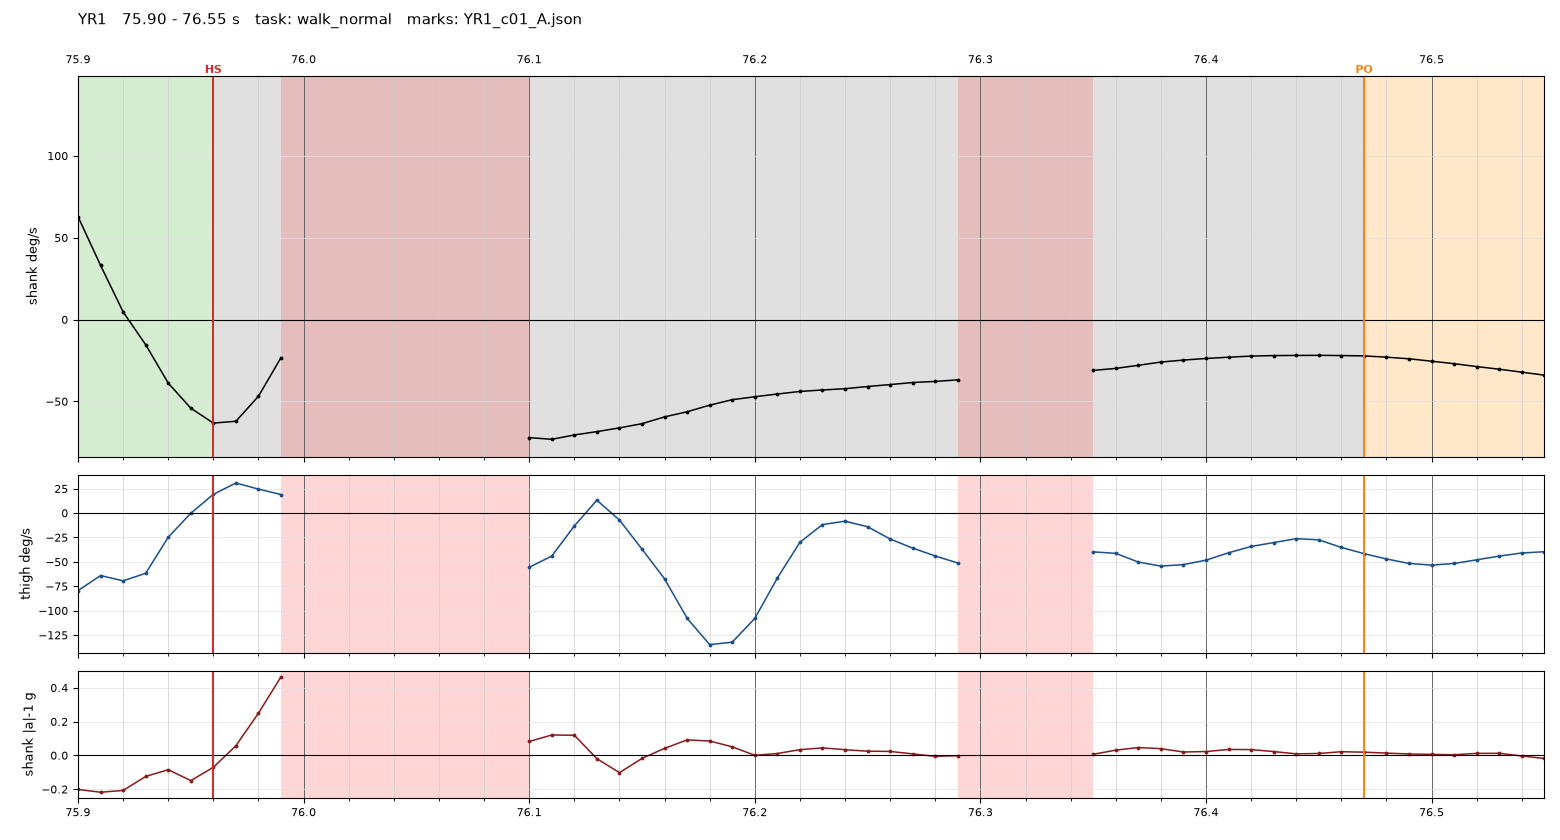 YR1   75.90 - 76.55 s   task: walk_normal   marks: YR1_c01_A.json
75.9 76.0 76.1 76.2 76.3 76.4 76.5
HS PO
shank deg/s
100
50
0
−50
thigh deg/s
25
0
−25
−50
−75
−100
−125
shank |a|-1 g
0.4
0.2
0.0
−0.2
75.9 76.0 76.1 76.2 76.3 76.4 76.5